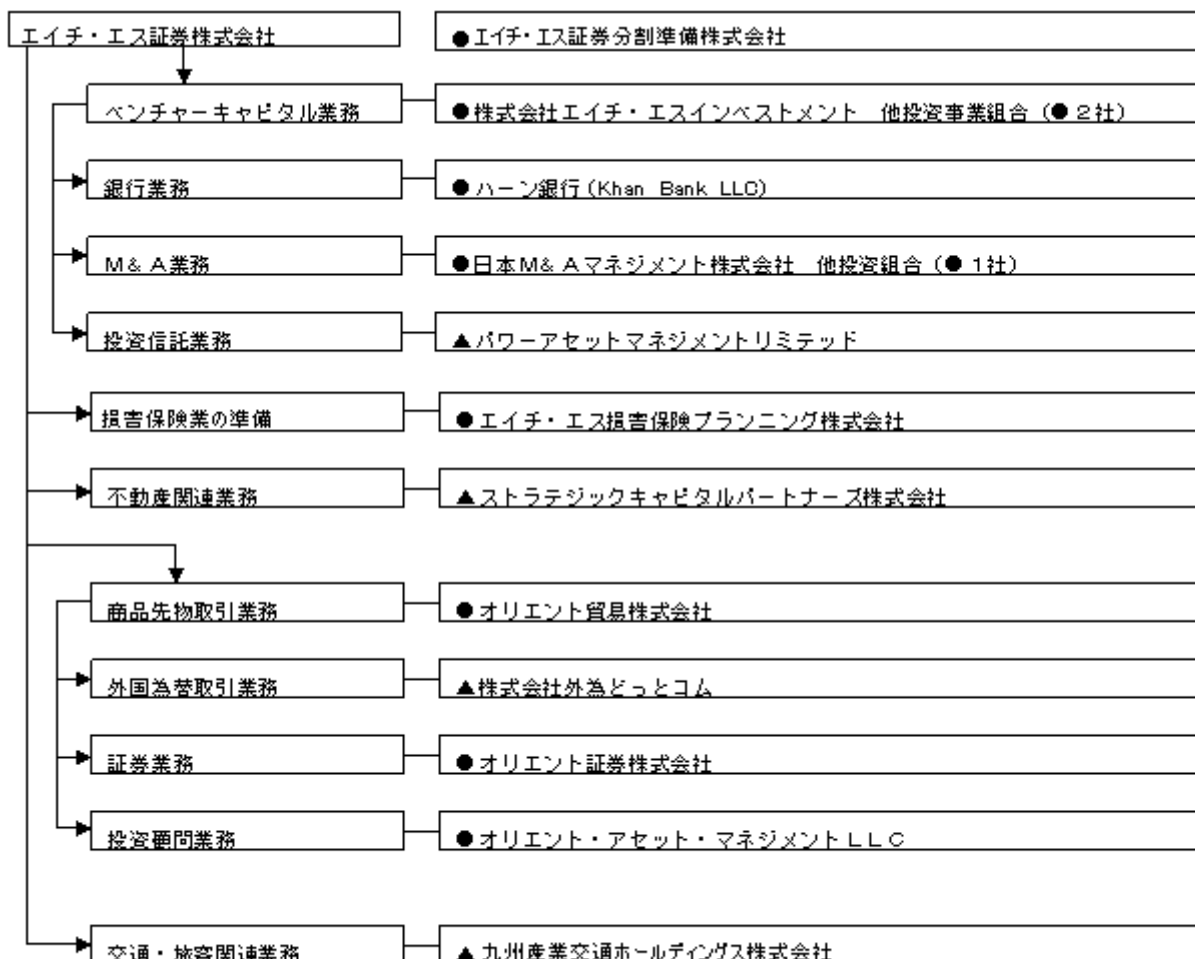 エイチ・エス証券株式会社
●エイチ・エス証券分割準備株式会社
ベンチャーキャピタル業務
●株式会社エイチ・エスインベストメント 他投資事業組合（●２社）
銀行業務
●ハーン銀行(Khan Bank LLC)
Ｍ＆Ａ業務
●日本Ｍ＆Ａマネジメント株式会社 他投資組合（●１社）
投資信託業務
▲パワーアセットマネジメントリミテッド
損害保険業の準備
●エイチ・エス損害保険プランニング株式会社
不動産関連業務
▲ストラテジックキャピタルパートナーズ株式会社
商品先物取引業務
●オリエント貿易株式会社
外国為替取引業務
▲株式会社外為どっとコム
証券業務
●オリエント証券株式会社
投資顧問業務
●オリエント・アセット・マネジメントＬＬＣ
交通・旅客関連業務
▲九州産業交通ホールディングス株式会社